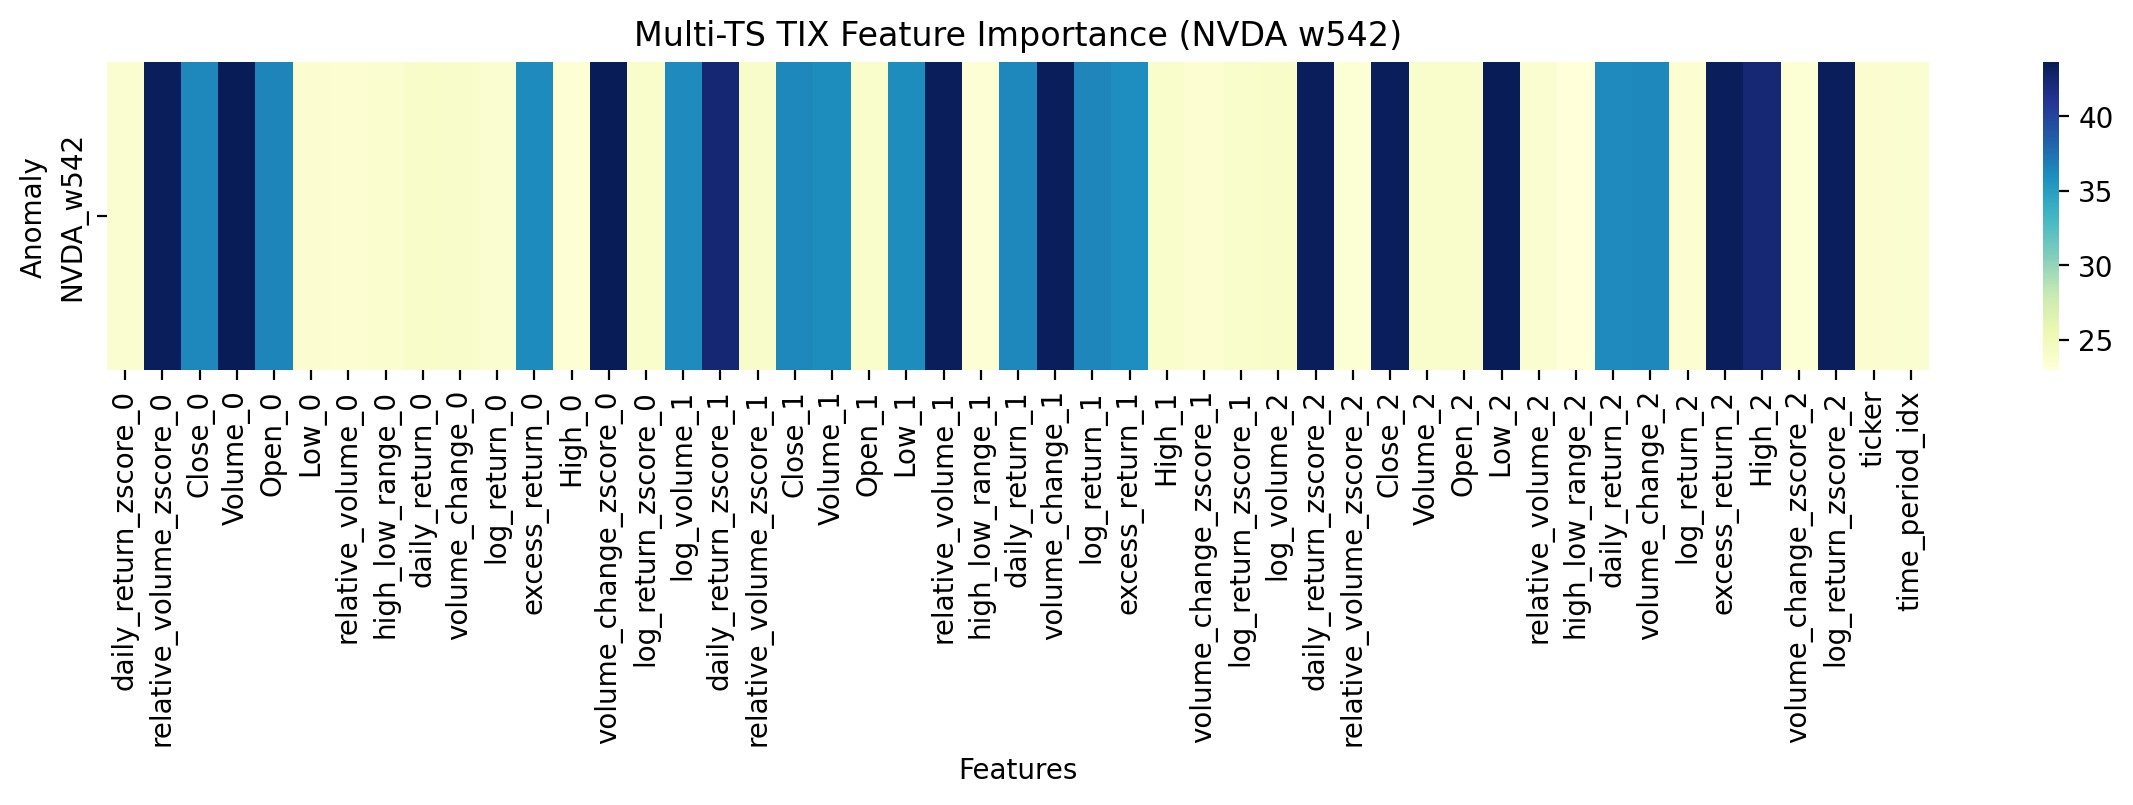 Multi-TS TIX Feature Importance (NVDA w542)
Anomaly
NVDA_w542
40
35
30
25
daily_return_zscore_0
relative_volume_zscore_0
Close_0
Volume_0
Open_0
Low_0
relative_volume_0
high_low_range_0
daily_return_0
volume_change_0
log_return_0
excess_return_0
High_0
volume_change_zscore_0
log_return_zscore_0
log_volume_1
daily_return_zscore_1
relative_volume_zscore_1
Close_1
Volume_1
Open_1
Low_1
relative_volume_1
high_low_range_1
daily_return_1
volume_change_1
log_return_1
excess_return_1
High_1
volume_change_zscore_1
log_return_zscore_1
log_volume_2
daily_return_zscore_2
relative_volume_zscore_2
Close_2
Volume_2
Open_2
Low_2
relative_volume_2
high_low_range_2
daily_return_2
volume_change_2
log_return_2
excess_return_2
High_2
volume_change_zscore_2
log_return_zscore_2
ticker
time_period_idx
Features